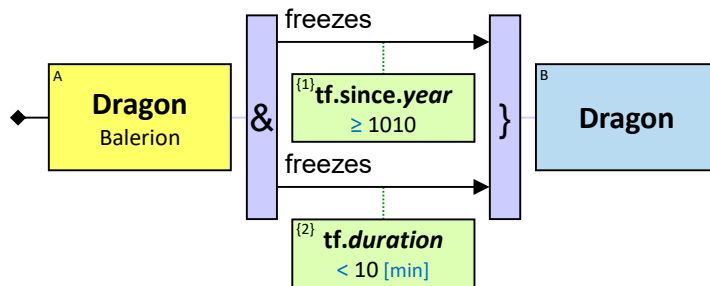 A
Dragon
Balerion
&
freezes
{1} tf.since.year
≥ 1010
freezes
{2} tf.duration
< 10 [min]
}
B
Dragon